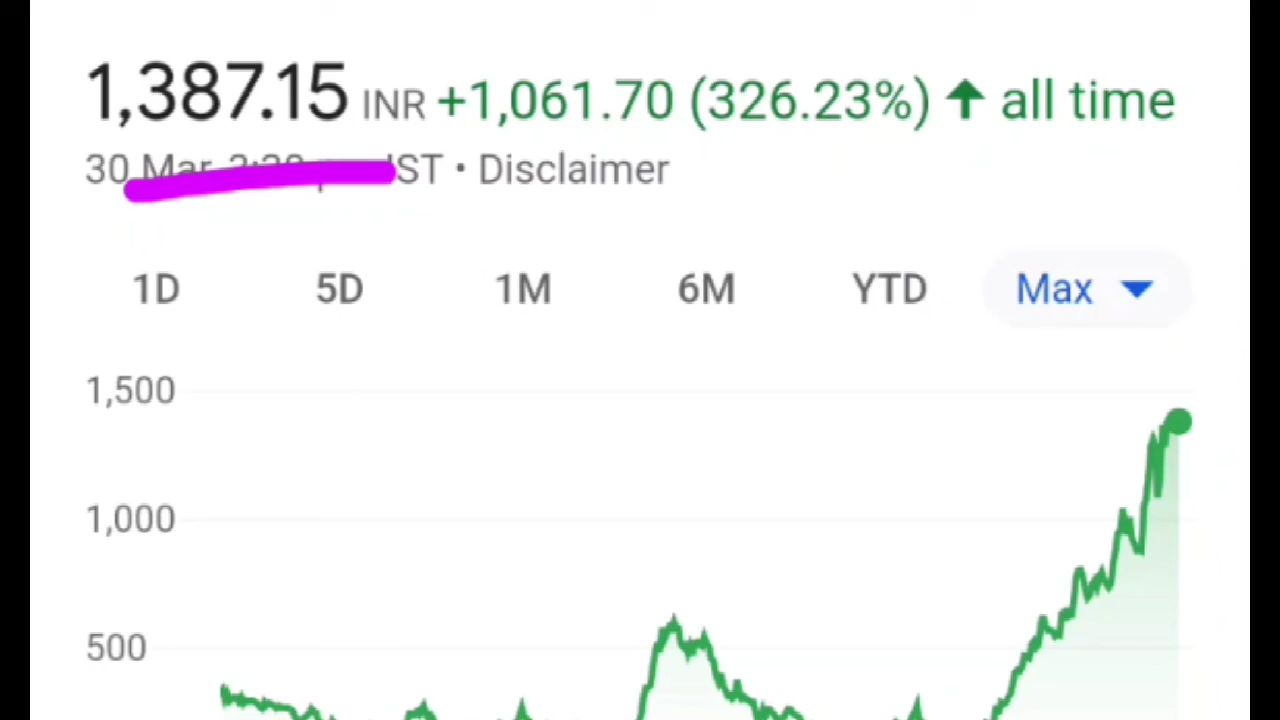 1,387.15 INR +1,061.70 (326.23%) ↑ all time
30 IST • Disclaimer
1D 5D 1M 6M YTD Max
1,500
1,000
500